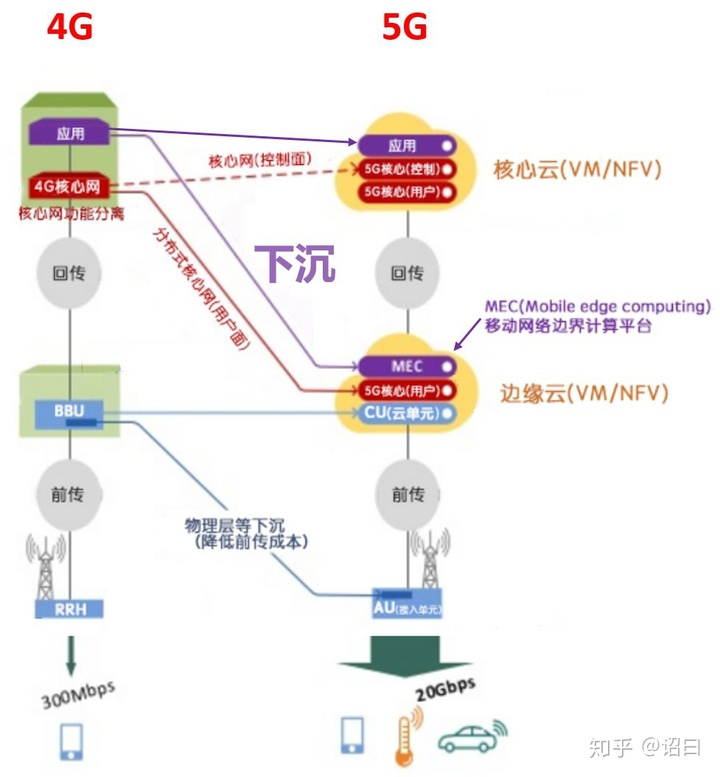 4G
5G
应用
应用
核心网(控制面)
5G核心(控制)
核心云(VM/NFV)
4G核心网
5G核心(用户)
核心网功能分离
分布式核心网(用户面)
下沉
回传
回传
MEC(Mobile edge computing)
移动网络边界计算平台
MEC
5G核心(用户)
边缘云(VM/NFV)
BBU
CU(云单元)
前传
前传
物理层等下沉
(降低前传成本)
RRH
AU(接入单元)
300Mbps
20Gbps
知乎 @诏曰